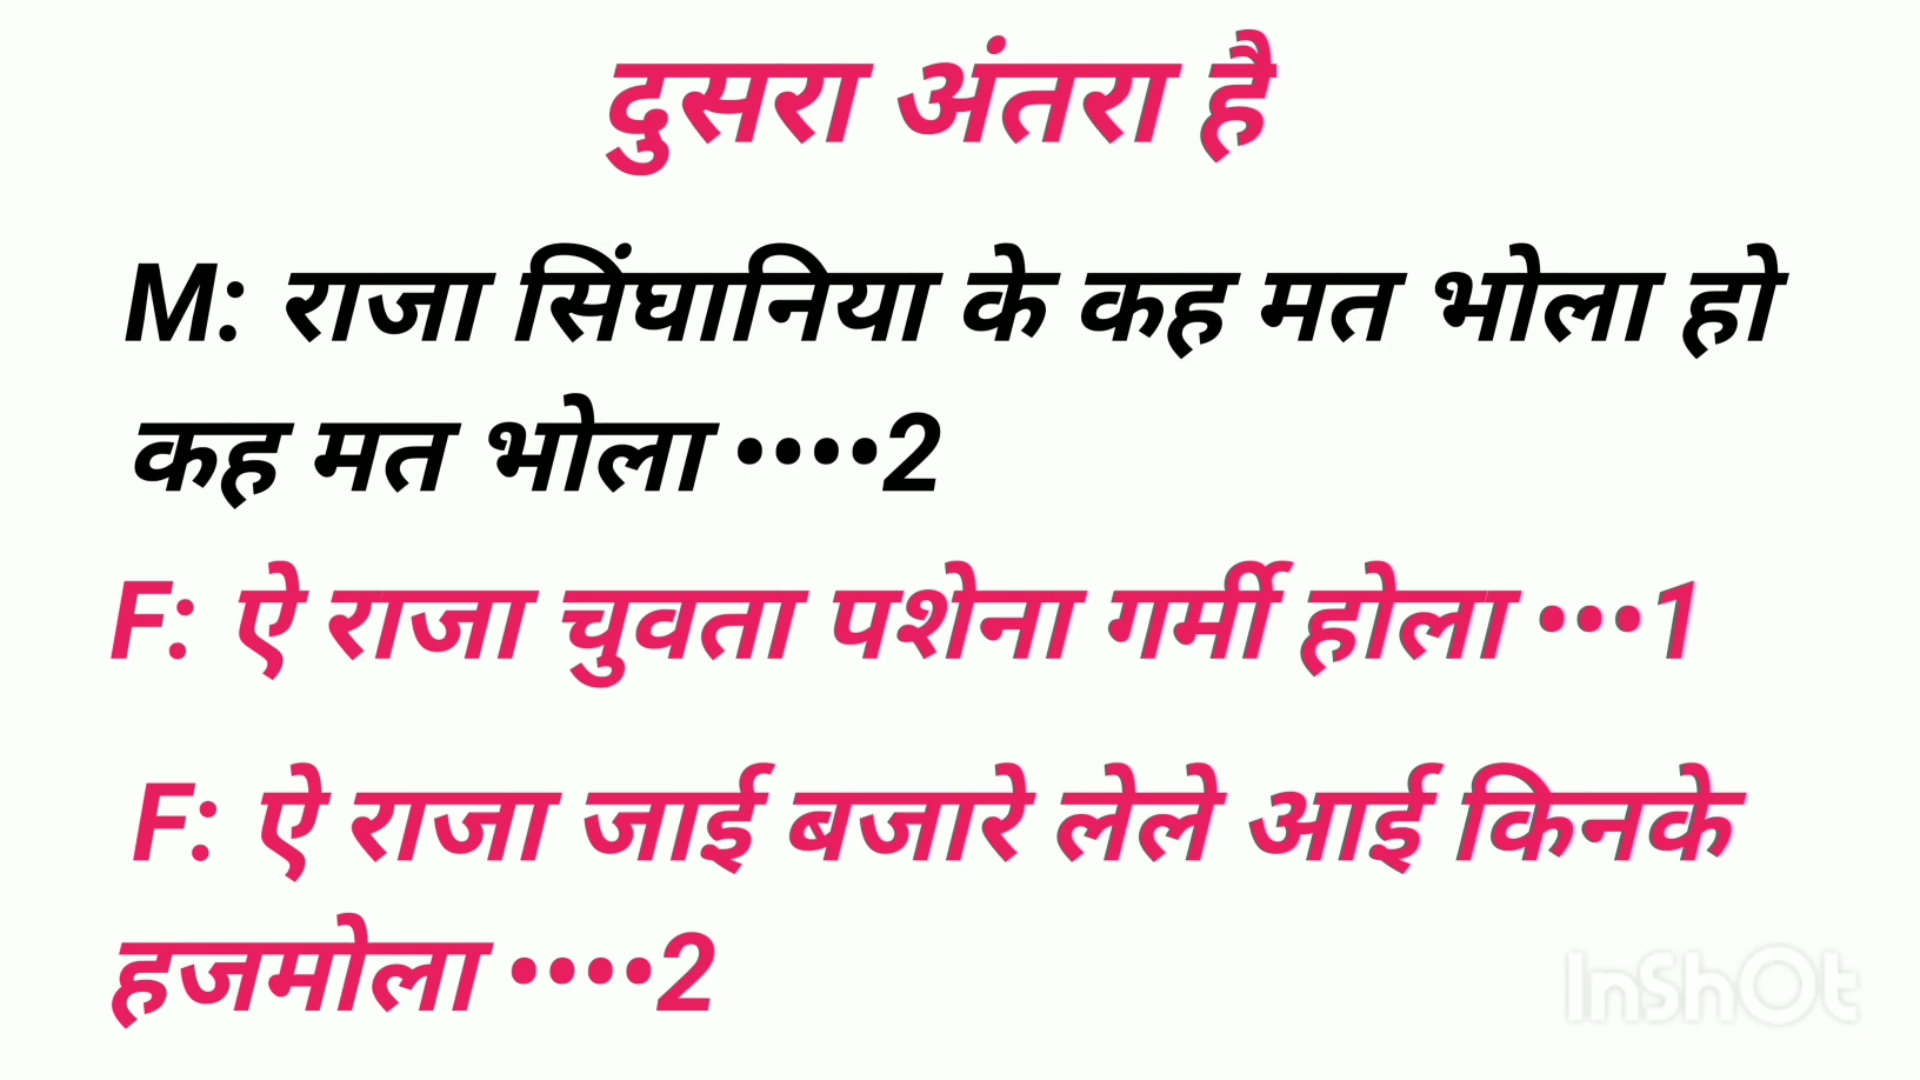 दुसरा अंतरा है
M: राजा सिंघानिया के कह मत भोला हो
कह मत भोला ••••2
F: ऐ राजा चुवता पशेना गर्मी होला •••1
F: ऐ राजा जाई बजारे लेले आई किनके
हजमोला ••••2
InShOt